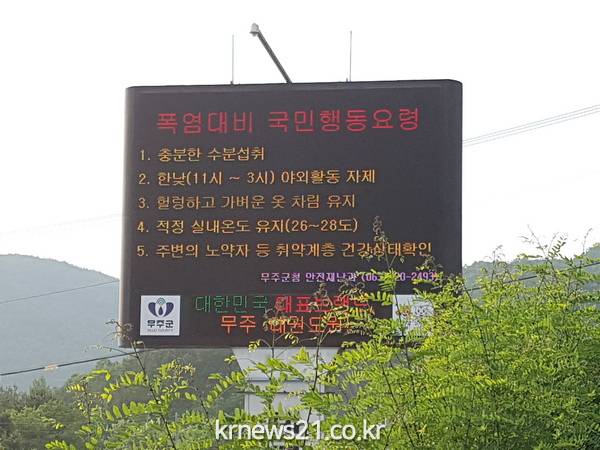 폭염대비 국민행동요령
1. 충분한 수분섭취
2. 한낮(11시 ~ 3시) 야외활동 자제
3. 헐렁하고 가벼운 옷 차림 유지
4. 적정 실내온도 유지(26~28도)
5. 주변의 노약자 등 취약계층 건강상태확인
무주군청 안전재난과
대한민국
무주군
무주
krnews21.co.kr